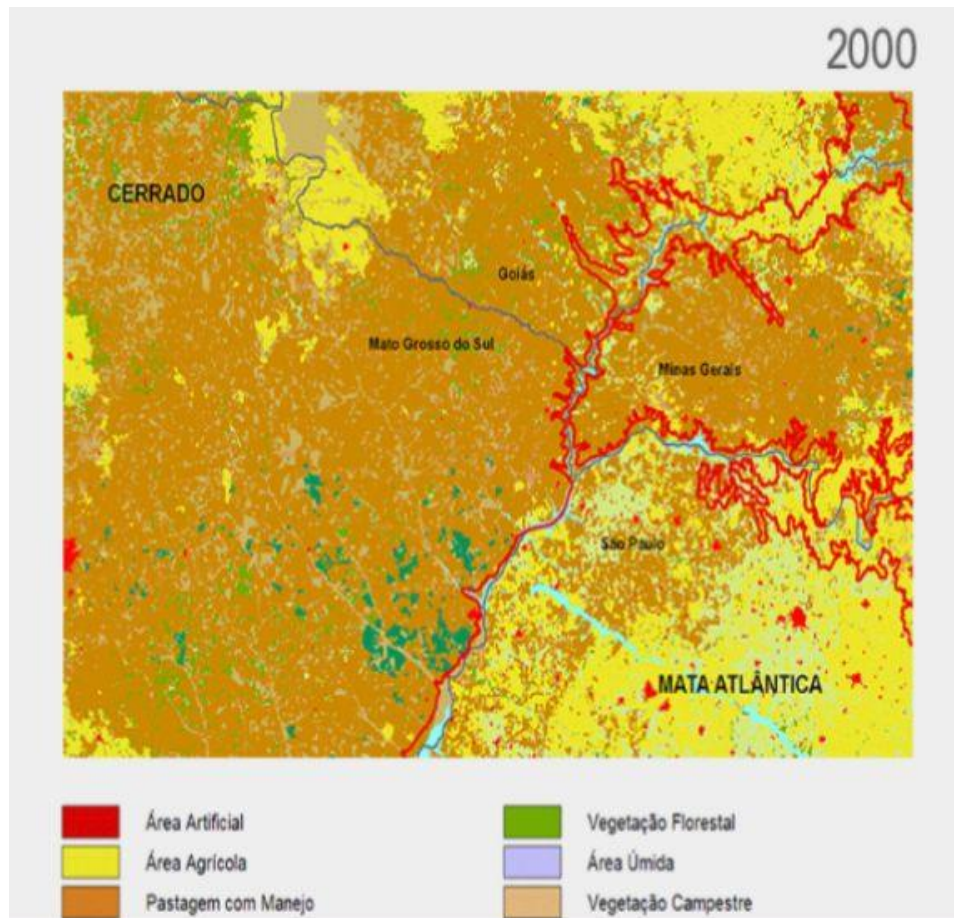 2000
CERRADO
Goiás
Mato Grosso do Sul
Minas Gerais
São Paulo
MATA ATLÂNTICA
Área Artificial
Vegetação Florestal
Área Agrícola
Área Úmida
Pastagem com Manejo
Vegetação Campestre